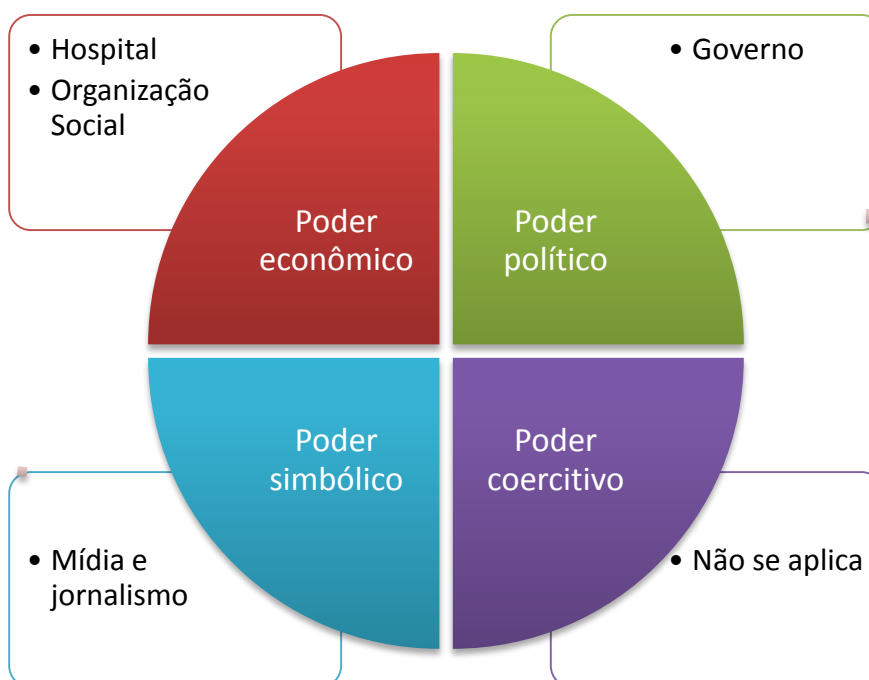 • Hospital
• Organização
Social
• Governo
Poder
econômico
Poder
político
Poder
simbólico
Poder
coercitivo
• Mídia e
jornalismo
• Não se aplica